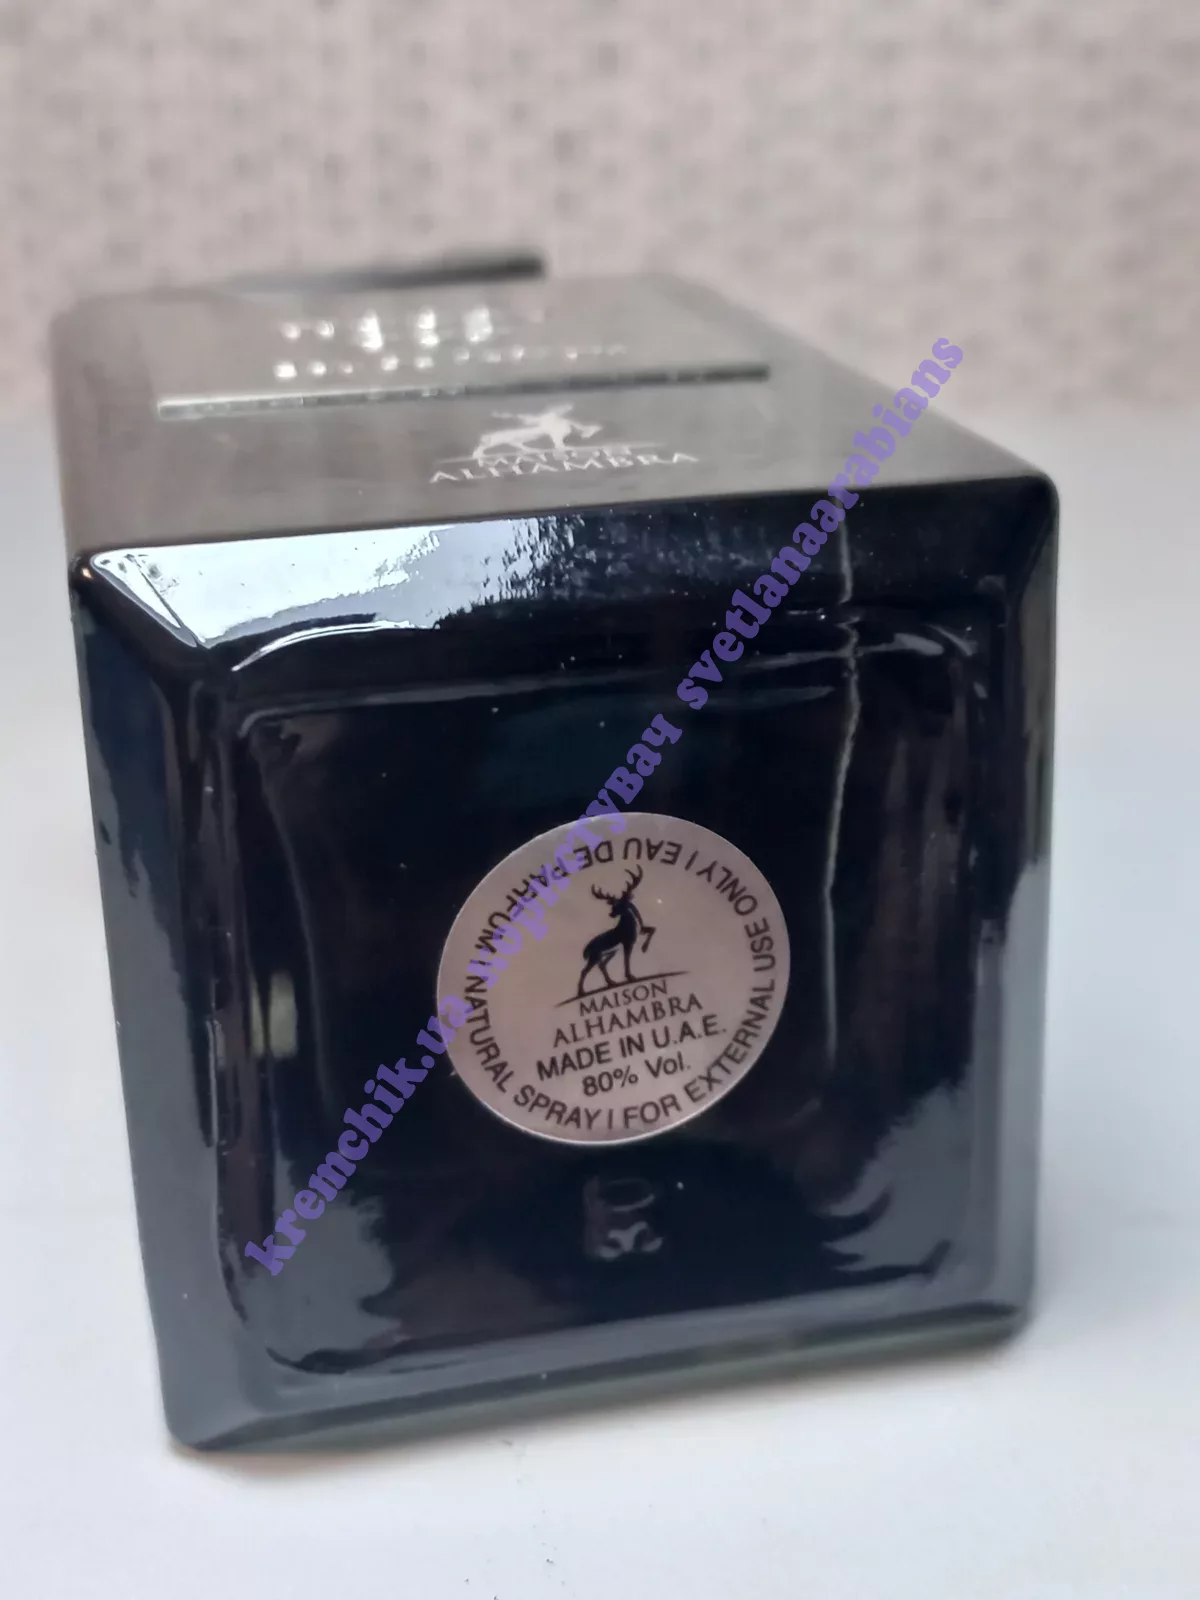 MAISON
ALHAMBRA
EAU DE PARFUM / NATURAL SPRAY / FOR EXTERNAL USE ONLY /
MAISON
ALHAMBRA
MADE IN U.A.E.
80% Vol.
kremchik.ua користувач svetlanaarabians